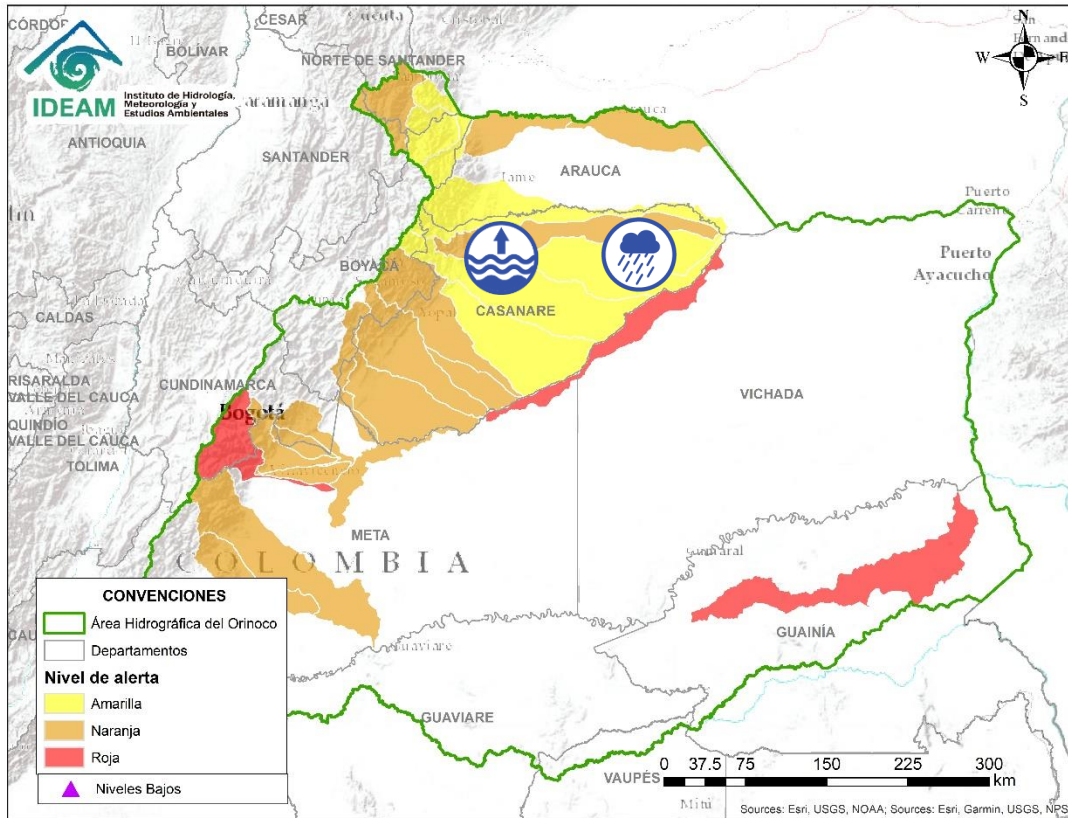 IDEAM
Instituto de Hidrología,
Meteorología y
Estudios Ambientales
N
W
E
S
CÓRDO
CESAR
BOLÍVAR
NORTE DE SANTANDER
ANTIOQUIA
SANTANDER
ARAUCA
Puerto
Carreño
Puerto
Ayacucho
BOYACÁ
CASANARE
CALDAS
VICHADA
CUNDINAMARCA
RISARALDA
VALLE DEL CAUCA
Bogotá
QUINDÍO
VALLE DEL CAUCA
TOLIMA
META
COLOMBIA
GUAINÍA
Guaviare
GUAVIARE
VAUPÉS
Mitú
CONVENCIONES
Área Hidrográfica del Orinoco
Departamentos
Nivel de alerta
Amarilla
Naranja
Roja
Niveles Bajos
0 37.5 75 150 225 300
km
Sources: Esri, USGS, NOAA; Sources: Esri, Garmin, USGS, NPS